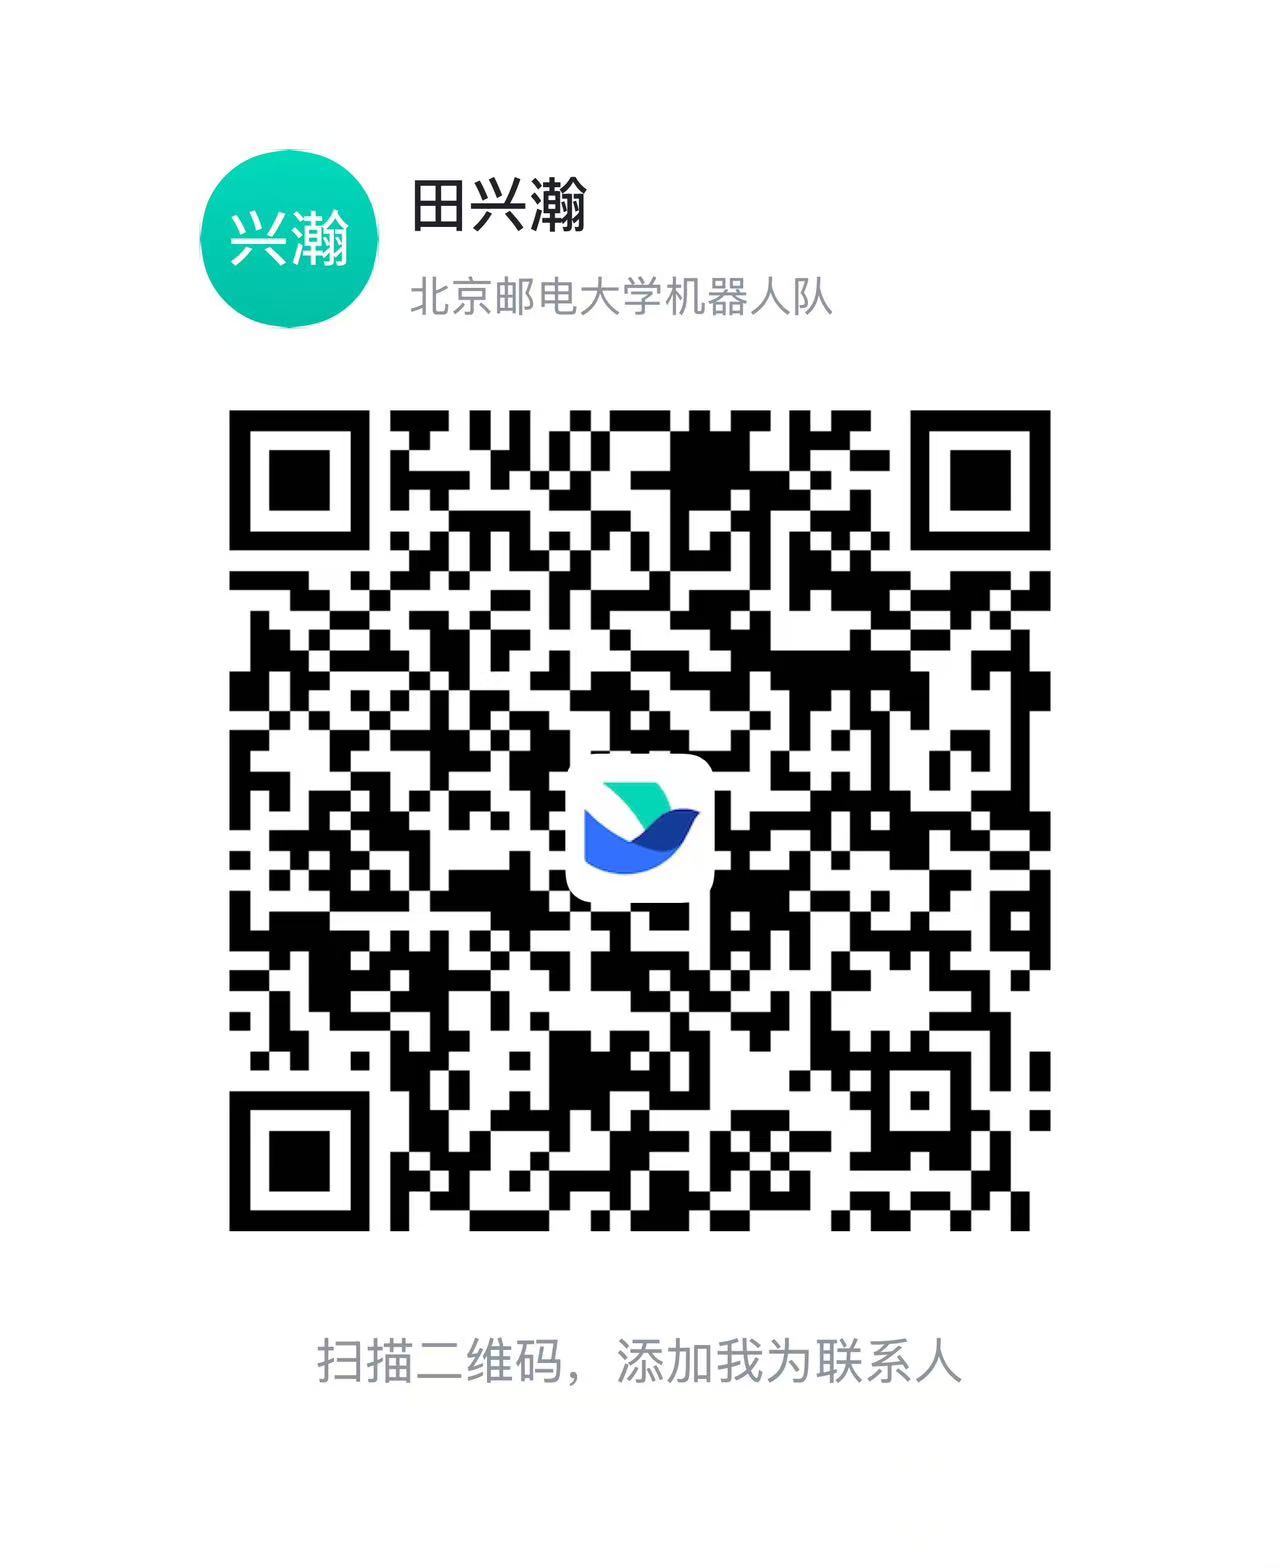 兴瀚
田兴瀚
北京邮电大学机器人队
扫描二维码，添加我为联系人